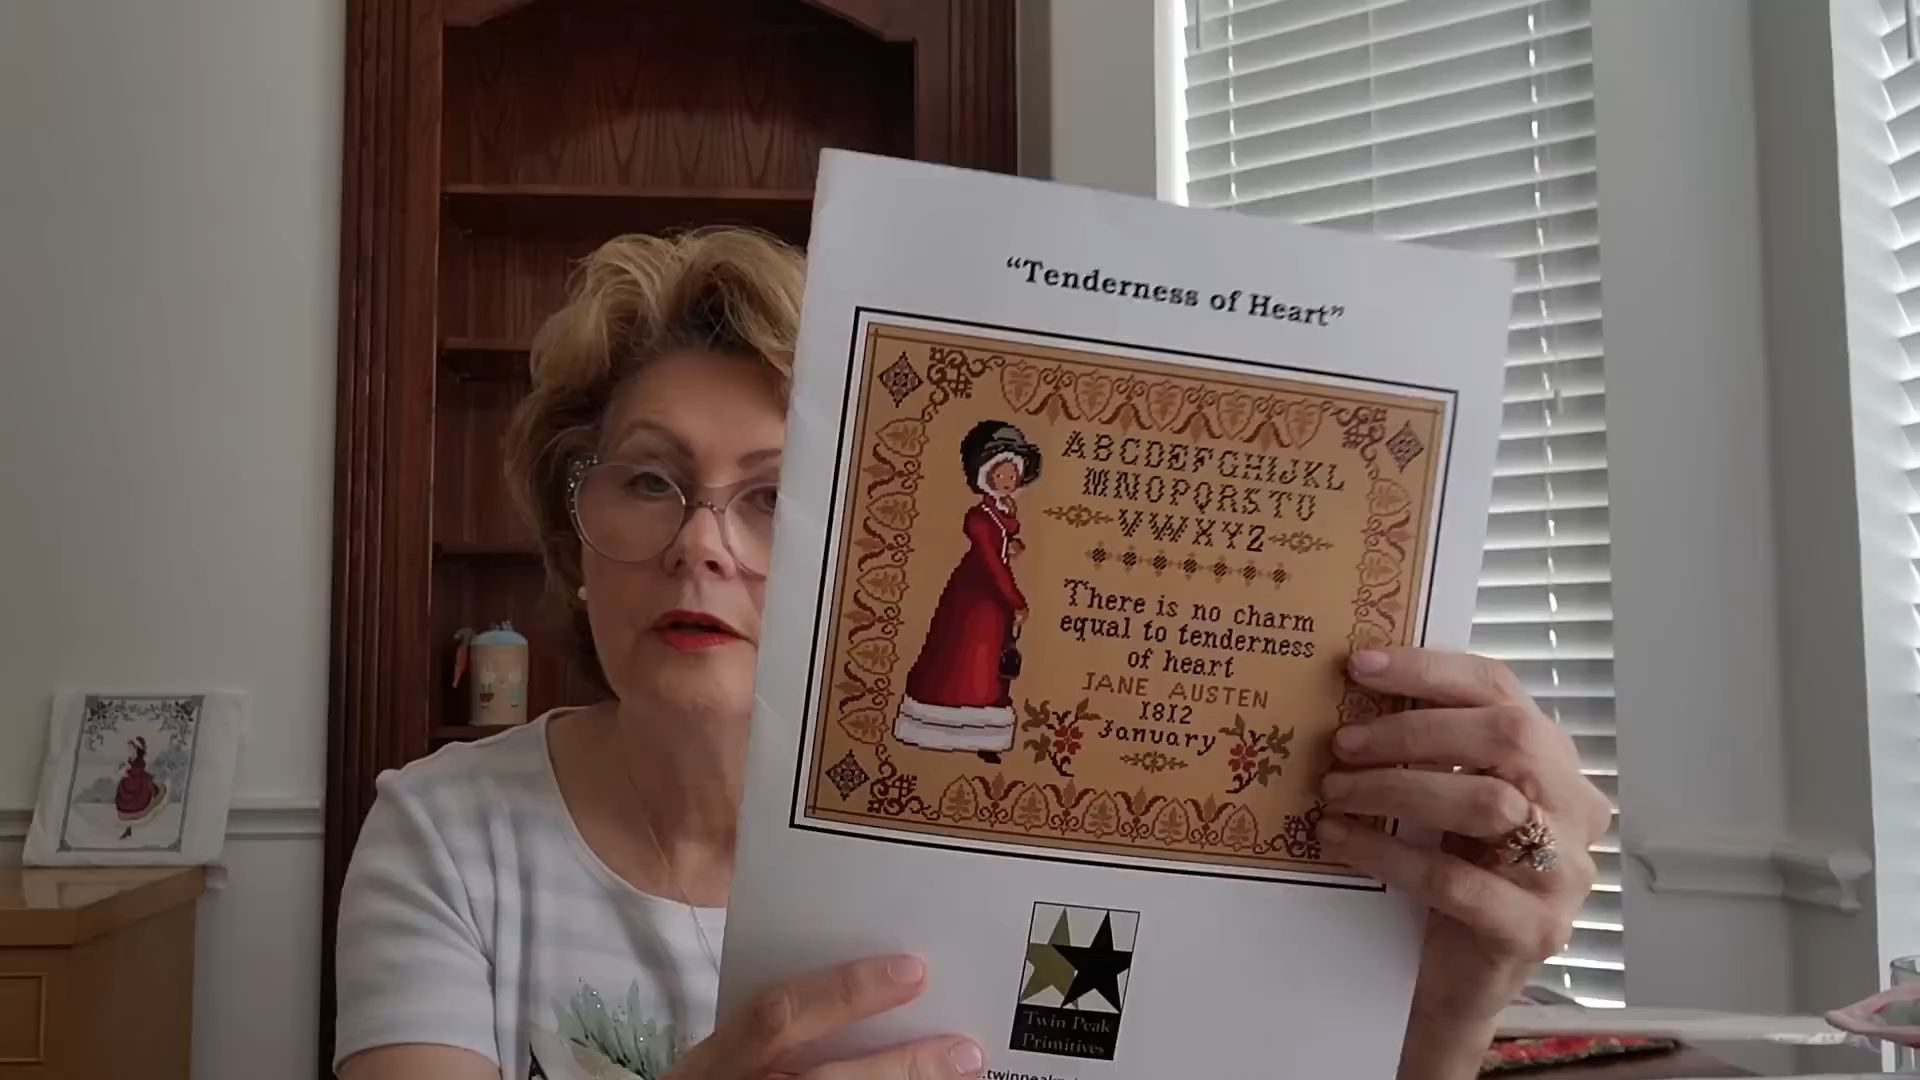 “Tenderness of Heart”
ABCDEFGHIJKL
MNOPQRSTU
VWXYZ
There is no charm
equal to tenderness
of heart
JANE AUSTEN
1812
January
Twin Peak
Primitives